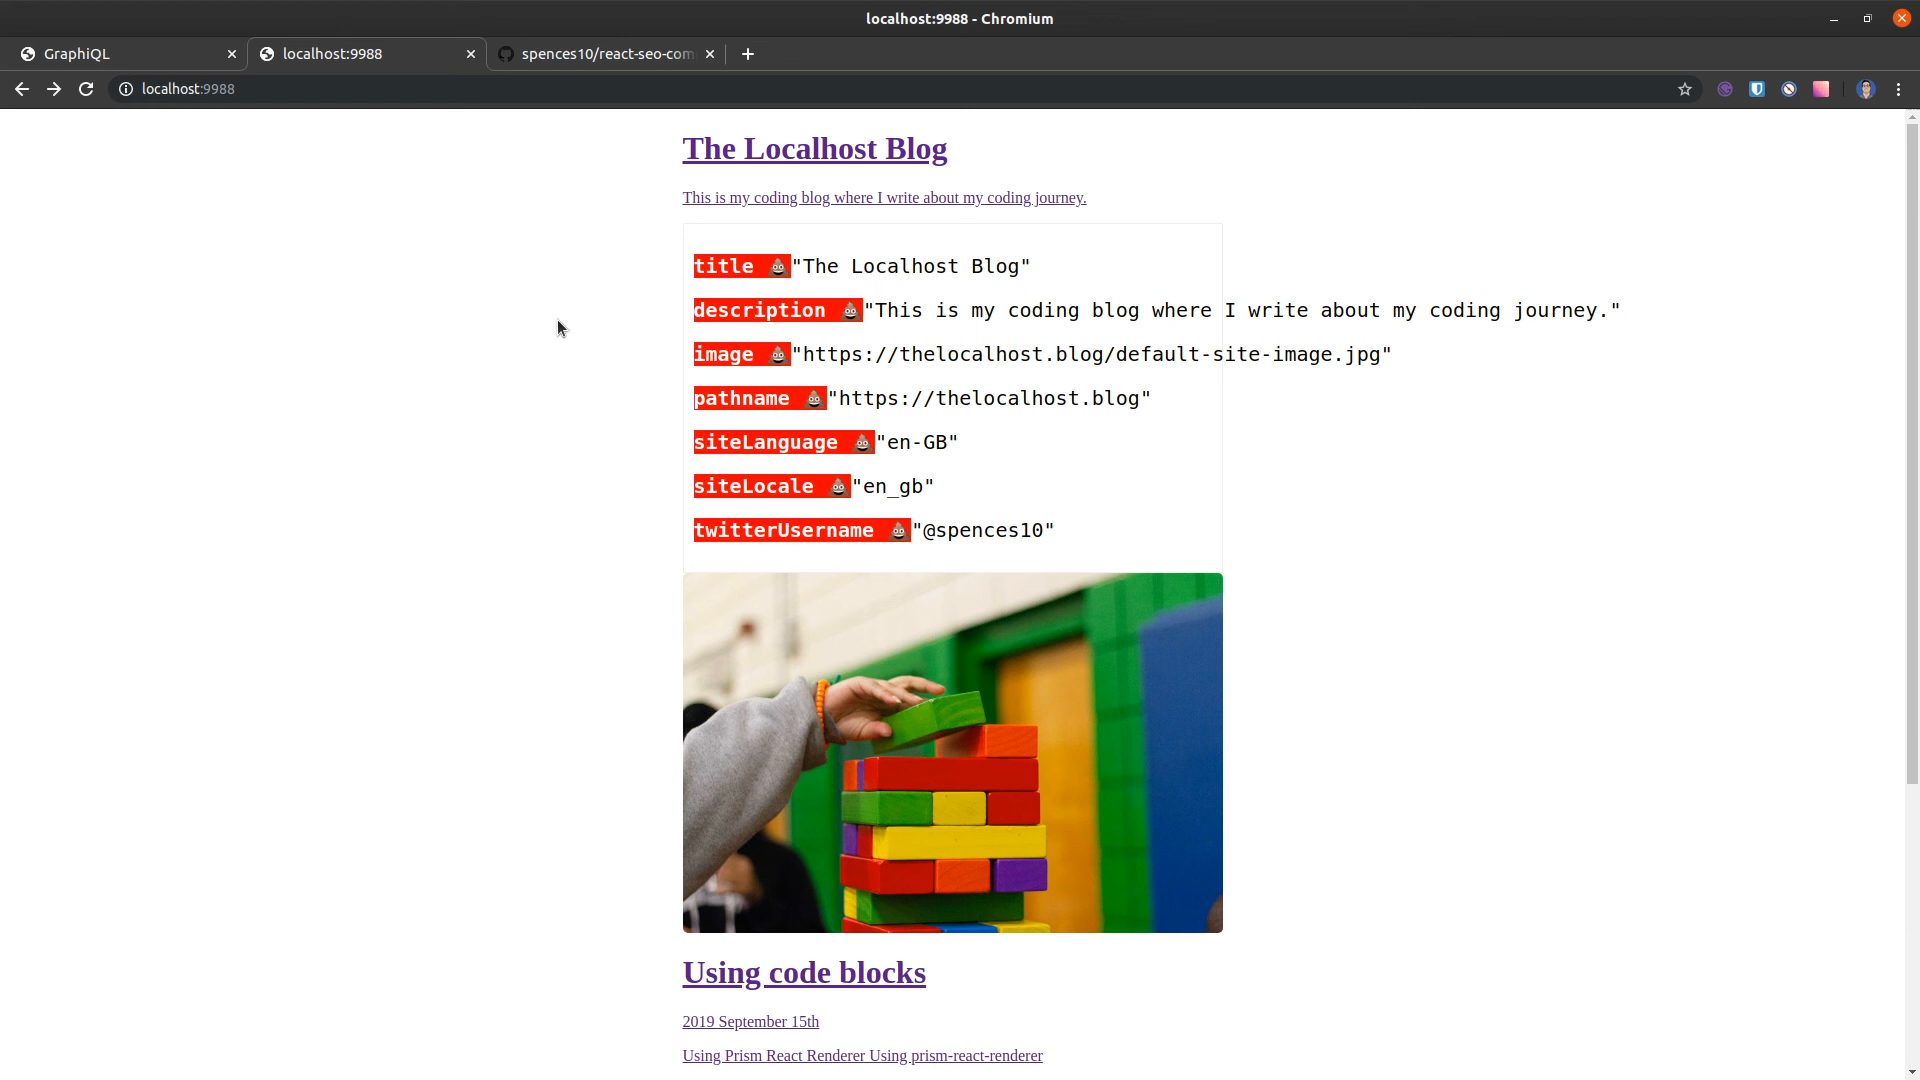 localhost:9988 - Chromium
GraphiQL
localhost:9988
spences10/react-seo-com
localhost:9988
The Localhost Blog
This is my coding blog where I write about my coding journey.
title 💩"The Localhost Blog"
description 💩"This is my coding blog where I write about my coding journey."
image 💩"https://thelocalhost.blog/default-site-image.jpg"
pathname 💩"https://thelocalhost.blog"
siteLanguage 💩"en-GB"
siteLocale 💩"en_gb"
twitterUsername 💩"@spences10"
Using code blocks
2019 September 15th
Using Prism React Renderer Using prism-react-renderer